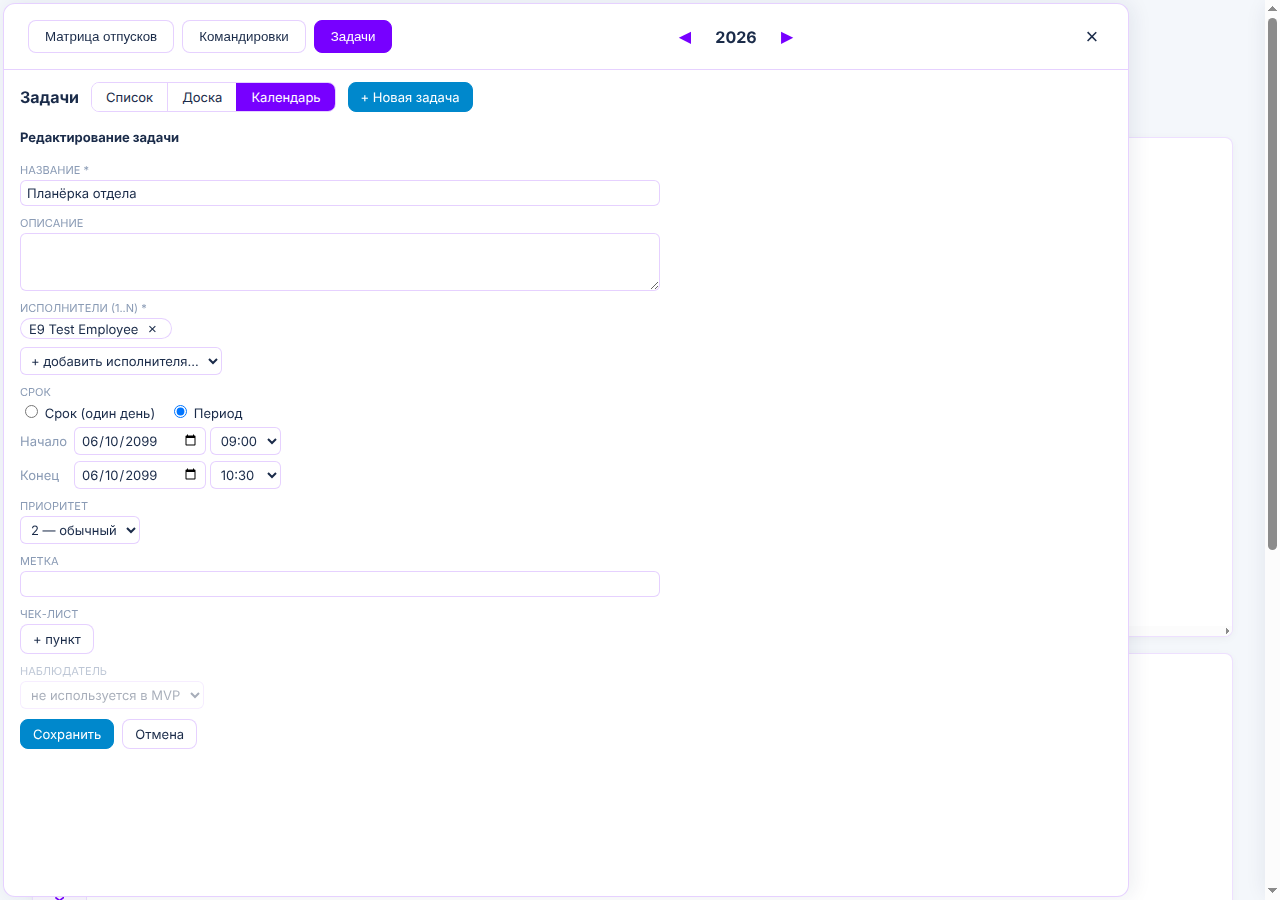 Матрица отпусков Командировки Задачи ◀ 2026 ▶ ✕
Задачи Список Доска Календарь + Новая задача
Редактирование задачи
НАЗВАНИЕ *
Планёрка отдела
ОПИСАНИЕ
ИСПОЛНИТЕЛИ (1..N) *
E9 Test Employee ✕
+ добавить исполнителя...
СРОК
Срок (один день) Период
Начало 06/10/2099 09:00
Конец 06/10/2099 10:30
ПРИОРИТЕТ
2 — обычный
МЕТКА
ЧЕК-ЛИСТ
+ пункт
НАБЛЮДАТЕЛЬ
не используется в MVP
Сохранить Отмена